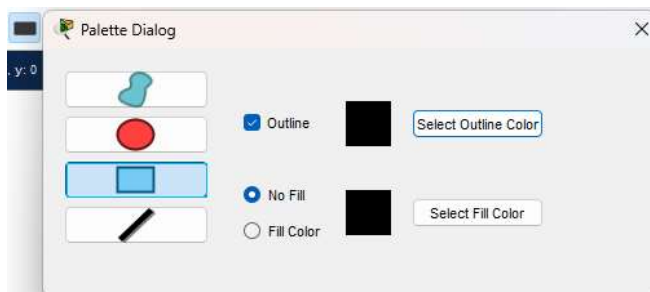 Palette Dialog
, y: 0
Outline
Select Outline Color
No Fill
Fill Color
Select Fill Color